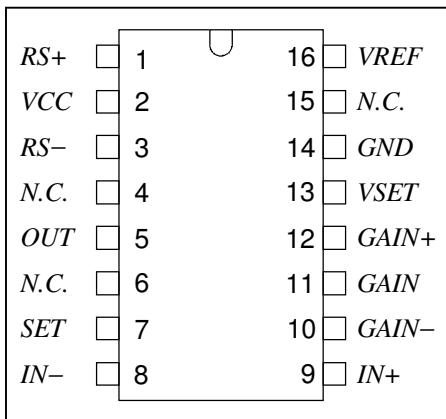 RS+ 1 16 VREF
VCC 2 15 N.C.
RS− 3 14 GND
N.C. 4 13 VSET
OUT 5 12 GAIN+
N.C. 6 11 GAIN
SET 7 10 GAIN−
IN− 8 9 IN+